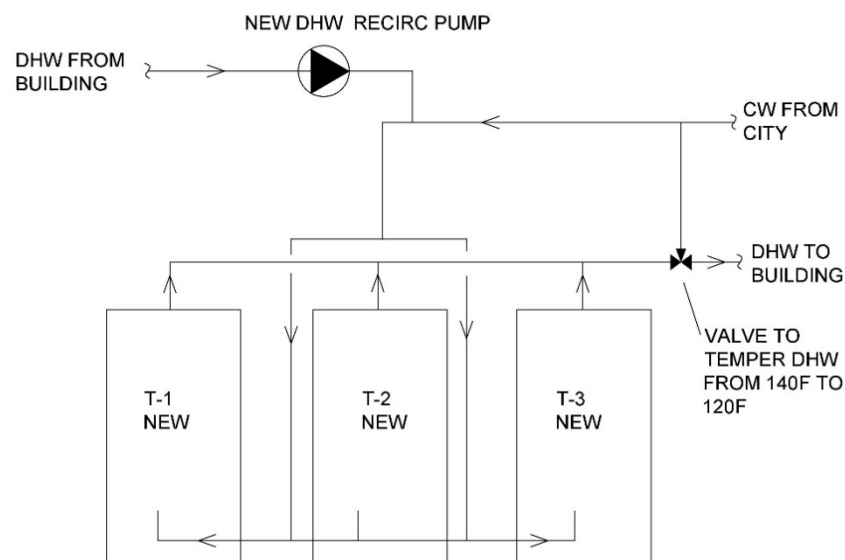 NEW DHW RECIRC PUMP
DHW FROM
BUILDING
CW FROM
CITY
DHW TO
BUILDING
VALVE TO
TEMPER DHW
FROM 140F TO
120F
T-1
NEW
T-2
NEW
T-3
NEW